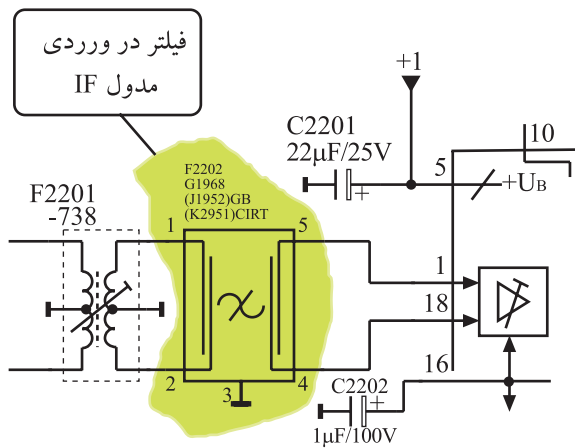 فیلتر در ورردی
مدول IF
+1
10
C2201
22µF/25V
5
+
+UB
F2202
G1968
(J1952)GB
(K2951)CIRT
F2201
-738
1
5
1
18
2
3
4
16
C2202
+
1µF/100V